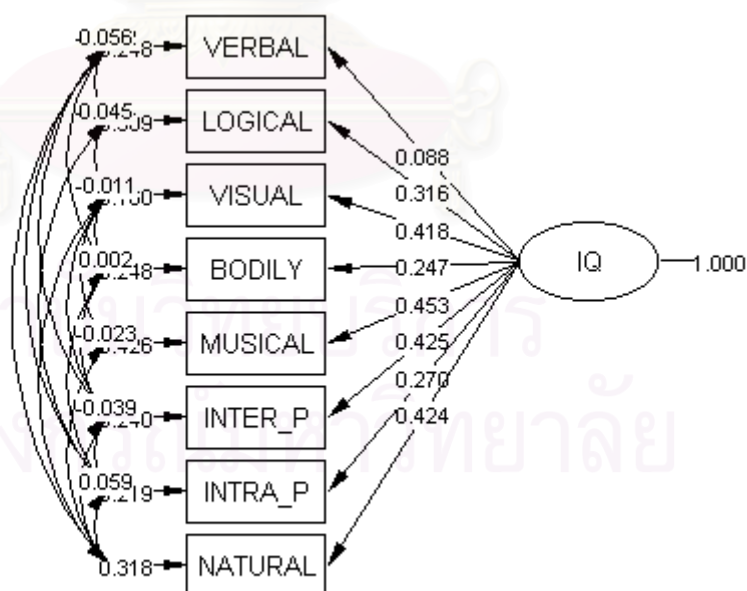 -0.056
VERBAL
-0.045
LOGICAL
0.088
-0.011
VISUAL
0.316
0.418
0.002
BODILY
0.247
IQ
1.000
0.453
-0.023
MUSICAL
0.425
0.270
-0.039
INTER_P
0.424
0.059
INTRA_P
0.318
NATURAL